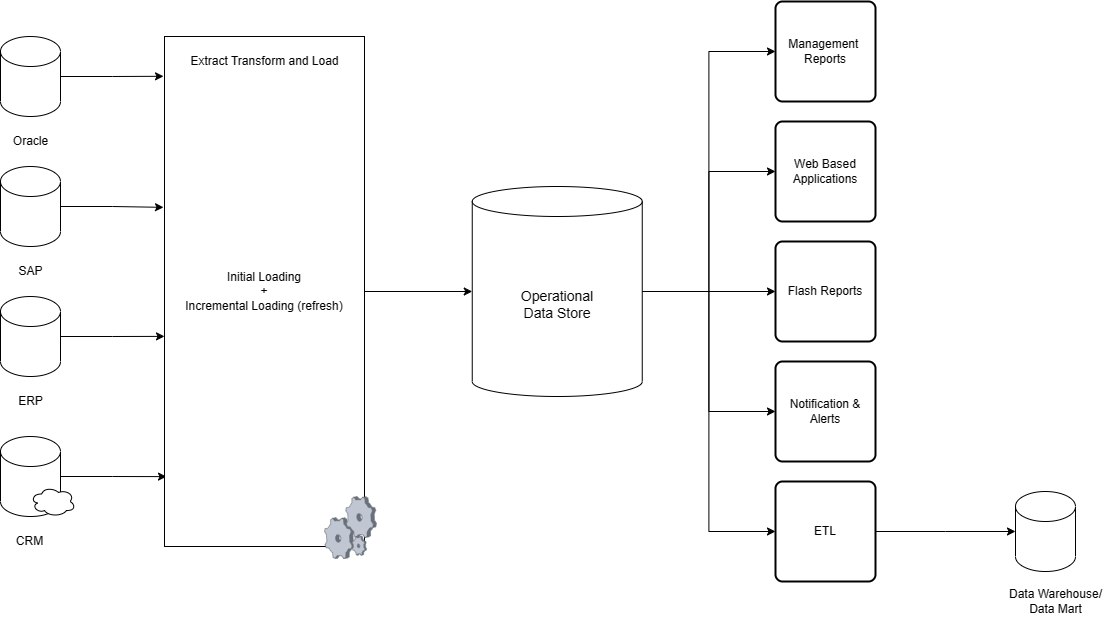 Oracle
SAP
ERP
CRM
Extract Transform and Load
Initial Loading
+
Incremental Loading (refresh)
Operational
Data Store
Management
Reports
Web Based
Applications
Flash Reports
Notification &
Alerts
ETL
Data Warehouse/
Data Mart